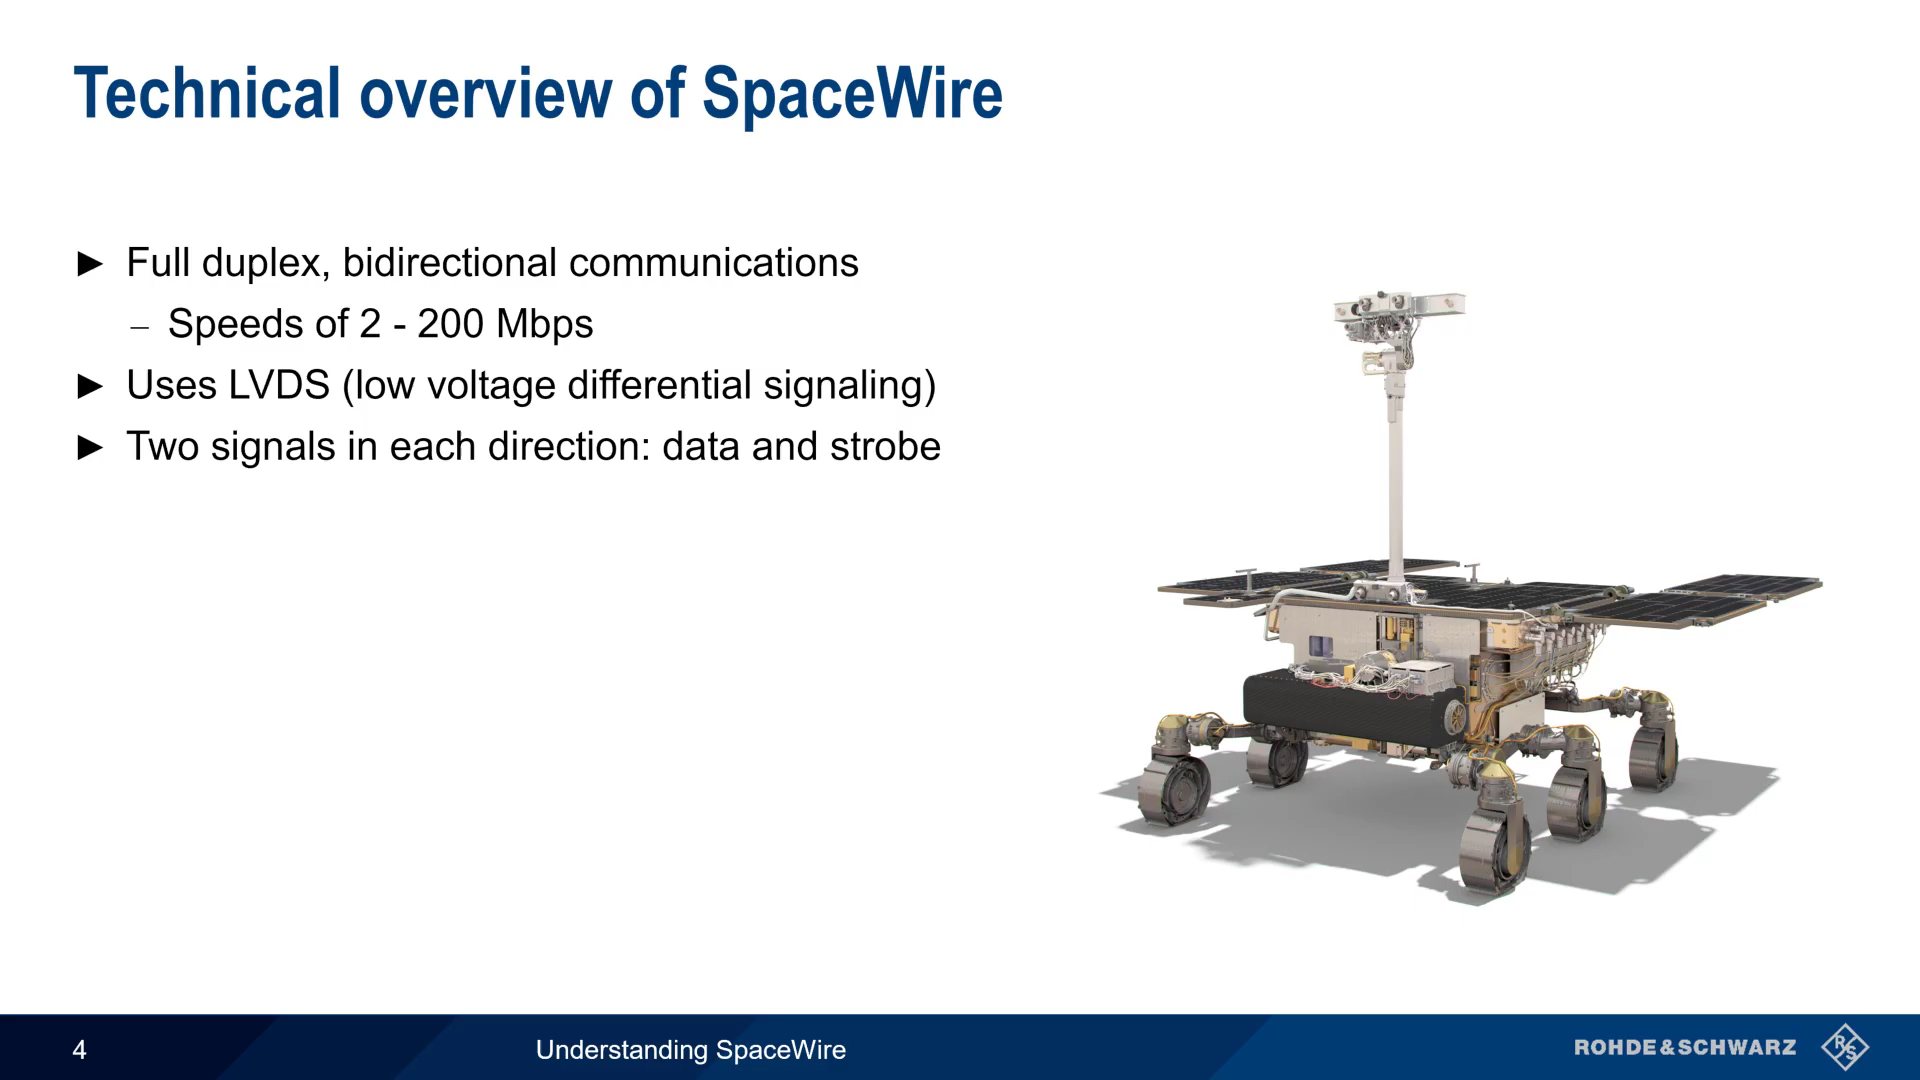 Technical overview of SpaceWire
► Full duplex, bidirectional communications
– Speeds of 2 - 200 Mbps
► Uses LVDS (low voltage differential signaling)
► Two signals in each direction: data and strobe
4
Understanding SpaceWire
ROHDE&SCHWARZ
R&S